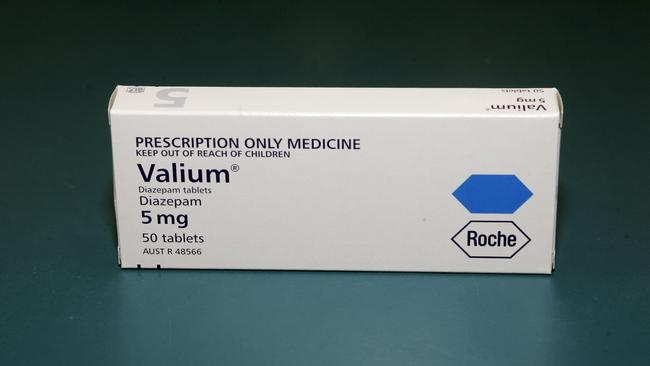 5
50 tablets
5 mg
Valium®
PRESCRIPTION ONLY MEDICINE
KEEP OUT OF REACH OF CHILDREN
Valium®
Diazepam tablets
Diazepam
5 mg
50 tablets
AUST R 48566
Roche